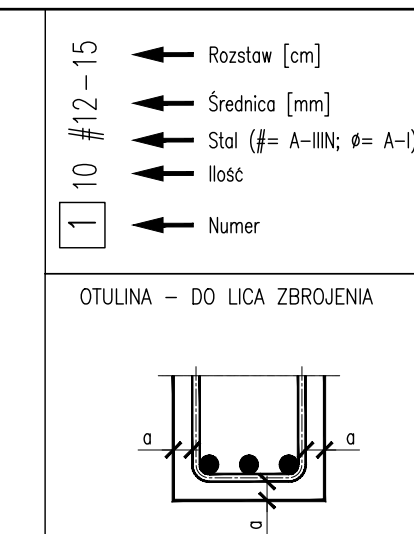 1 10 #12-15
Rozstaw [cm]
Średnica [mm]
Stal (#= A-IIIN; ø= A-I)
Ilość
Numer
OTULINA - DO LICA ZBROJENIA
a
a
a